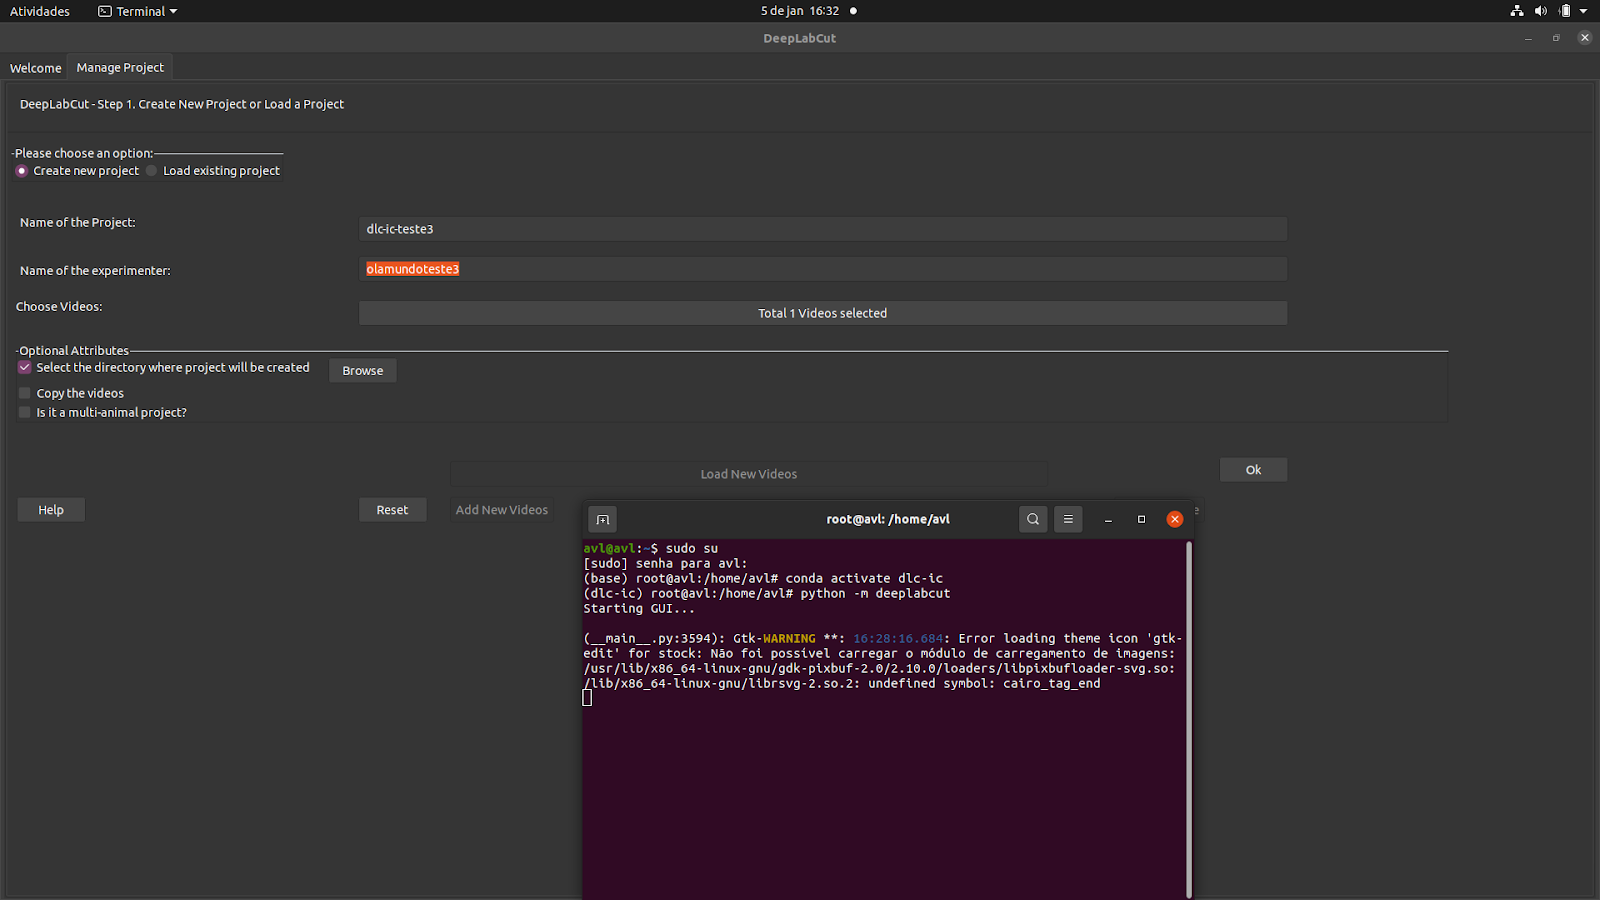 Atividades
Terminal
5 de jan 16:32
DeepLabCut
Welcome
Manage Project
DeepLabCut - Step 1. Create New Project or Load a Project
Please choose an option:
Create new project
Load existing project
Name of the Project:
dlc-ic-teste3
Name of the experimenter:
olamundoteste3
Choose Videos:
Total 1 Videos selected
Optional Attributes
Select the directory where project will be created
Browse
Copy the videos
Is it a multi-animal project?
Load New Videos
Ok
Help
Reset
Add New Videos
e
root@avl: /home/avl
avl@avl:~$ sudo su
[sudo] senha para avl:
(base) root@avl:/home/avl# conda activate dlc-ic
(dlc-ic) root@avl:/home/avl# python -m deeplabcut
Starting GUI...
(__main__.py:3594): Gtk-WARNING **: 16:28:16.684: Error loading theme icon 'gtk-
edit' for stock: Não foi possível carregar o módulo de carregamento de imagens:
/usr/lib/x86_64-linux-gnu/gdk-pixbuf-2.0/2.10.0/loaders/libpixbufloader-svg.so:
/lib/x86_64-linux-gnu/librsvg-2.so.2: undefined symbol: cairo_tag_end